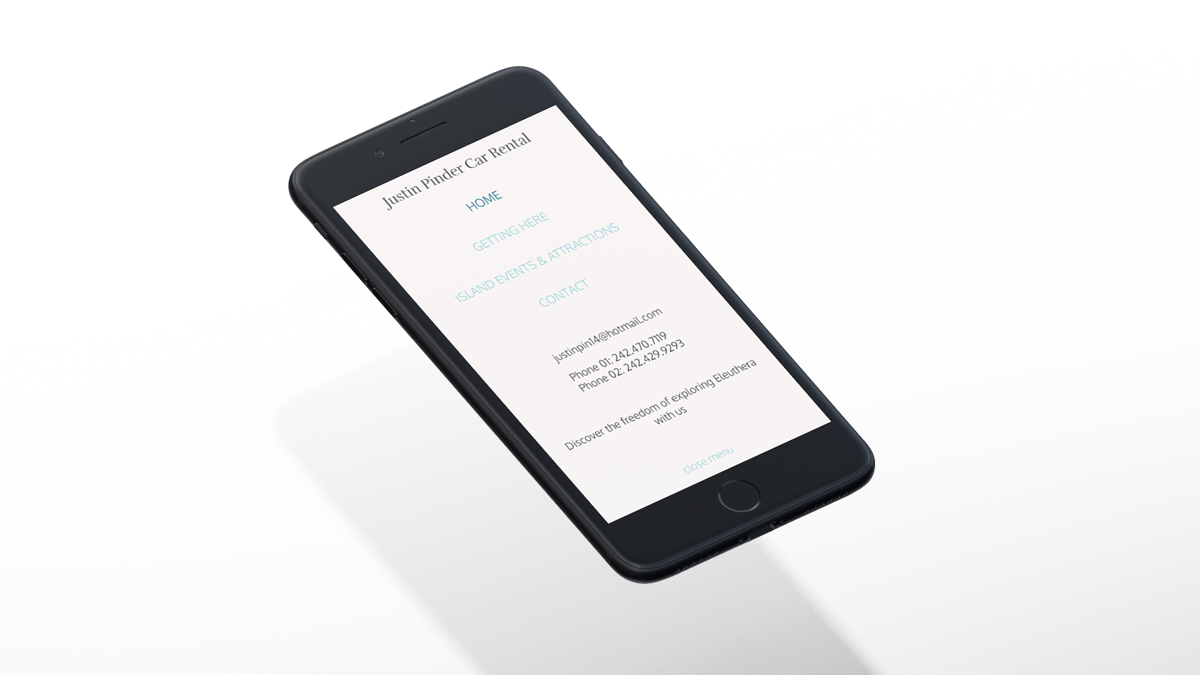 Justin Pinder Car Rental
HOME
GETTING HERE
ISLAND EVENTS & ATTRACTIONS
CONTACT
justinpin14@hotmail.com
Phone 01: 242.470.7119
Phone 02: 242.429.9293
Discover the freedom of exploring Eleuthera
with us
close menu